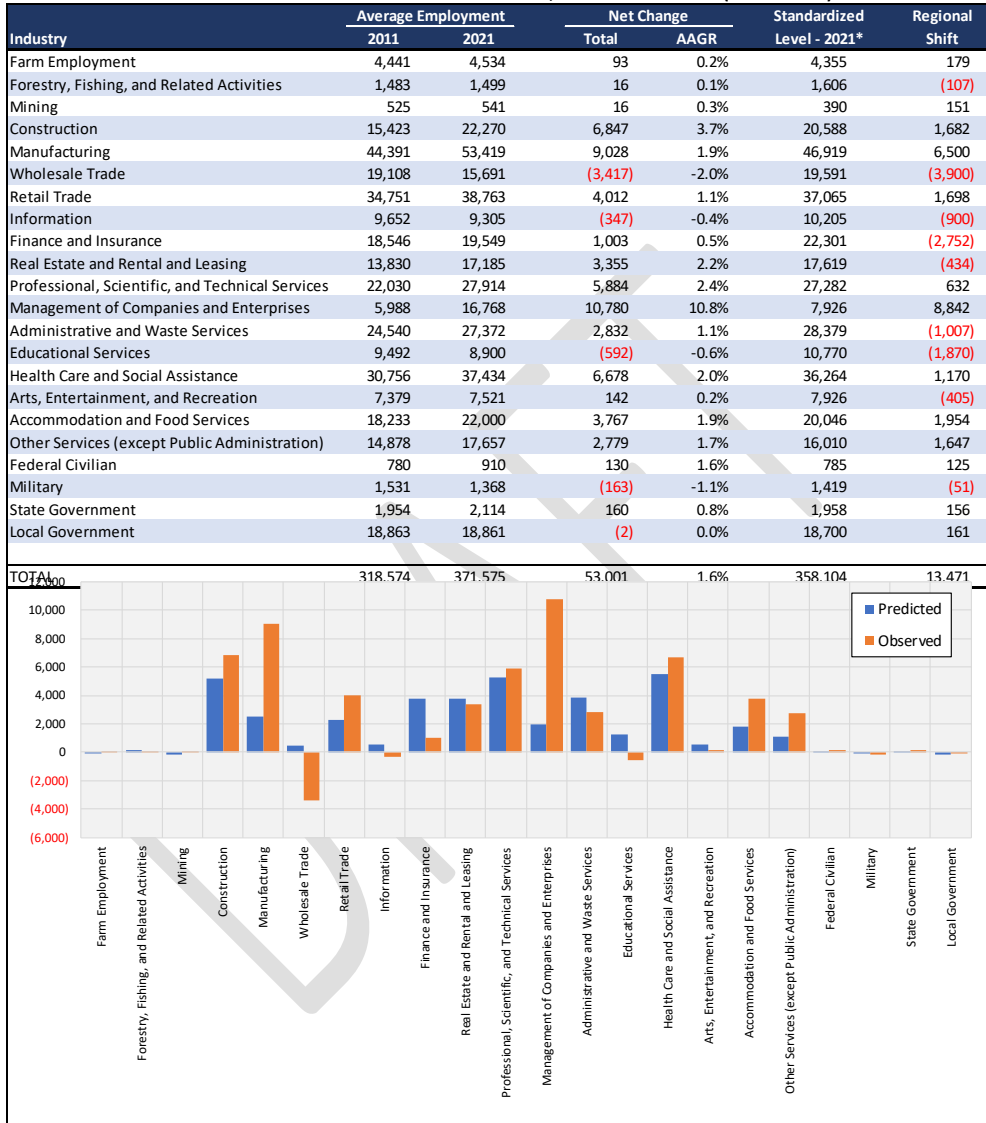 Average Employment Net Change Standardized Regional
Industry 2011 2021 Total AAGR Level - 2021* Shift
Farm Employment 4,441 4,534 93 0.2% 4,355 179
Forestry, Fishing, and Related Activities 1,483 1,499 16 0.1% 1,606 (107)
Mining 525 541 16 0.3% 390 151
Construction 15,423 22,270 6,847 3.7% 20,588 1,682
Manufacturing 44,391 53,419 9,028 1.9% 46,919 6,500
Wholesale Trade 19,108 15,691 (3,417) -2.0% 19,591 (3,900)
Retail Trade 34,751 38,763 4,012 1.1% 37,065 1,698
Information 9,652 9,305 (347) -0.4% 10,205 (900)
Finance and Insurance 18,546 19,549 1,003 0.5% 22,301 (2,752)
Real Estate and Rental and Leasing 13,830 17,185 3,355 2.2% 17,619 (434)
Professional, Scientific, and Technical Services 22,030 27,914 5,884 2.4% 27,282 632
Management of Companies and Enterprises 5,988 16,768 10,780 10.8% 7,926 8,842
Administrative and Waste Services 24,540 27,372 2,832 1.1% 28,379 (1,007)
Educational Services 9,492 8,900 (592) -0.6% 10,770 (1,870)
Health Care and Social Assistance 30,756 37,434 6,678 2.0% 36,264 1,170
Arts, Entertainment, and Recreation 7,379 7,521 142 0.2% 7,926 (405)
Accommodation and Food Services 18,233 22,000 3,767 1.9% 20,046 1,954
Other Services (except Public Administration) 14,878 17,657 2,779 1.7% 16,010 1,647
Federal Civilian 780 910 130 1.6% 785 125
Military 1,531 1,368 (163) -1.1% 1,419 (51)
State Government 1,954 2,114 160 0.8% 1,958 156
Local Government 18,863 18,861 (2) 0.0% 18,700 161
TOTAL 318,574 371,575 53,001 1.6% 358,104 13,471
12,000
10,000
8,000
6,000
4,000
2,000
0
(2,000)
(4,000)
(6,000)
Predicted
Observed
Farm Employment
Forestry, Fishing, and Related Activities
Mining
Construction
Manufacturing
Wholesale Trade
Retail Trade
Information
Finance and Insurance
Real Estate and Rental and Leasing
Professional, Scientific, and Technical Services
Management of Companies and Enterprises
Administrative and Waste Services
Educational Services
Health Care and Social Assistance
Arts, Entertainment, and Recreation
Accommodation and Food Services
Other Services (except Public Administration)
Federal Civilian
Military
State Government
Local Government
DRAFT